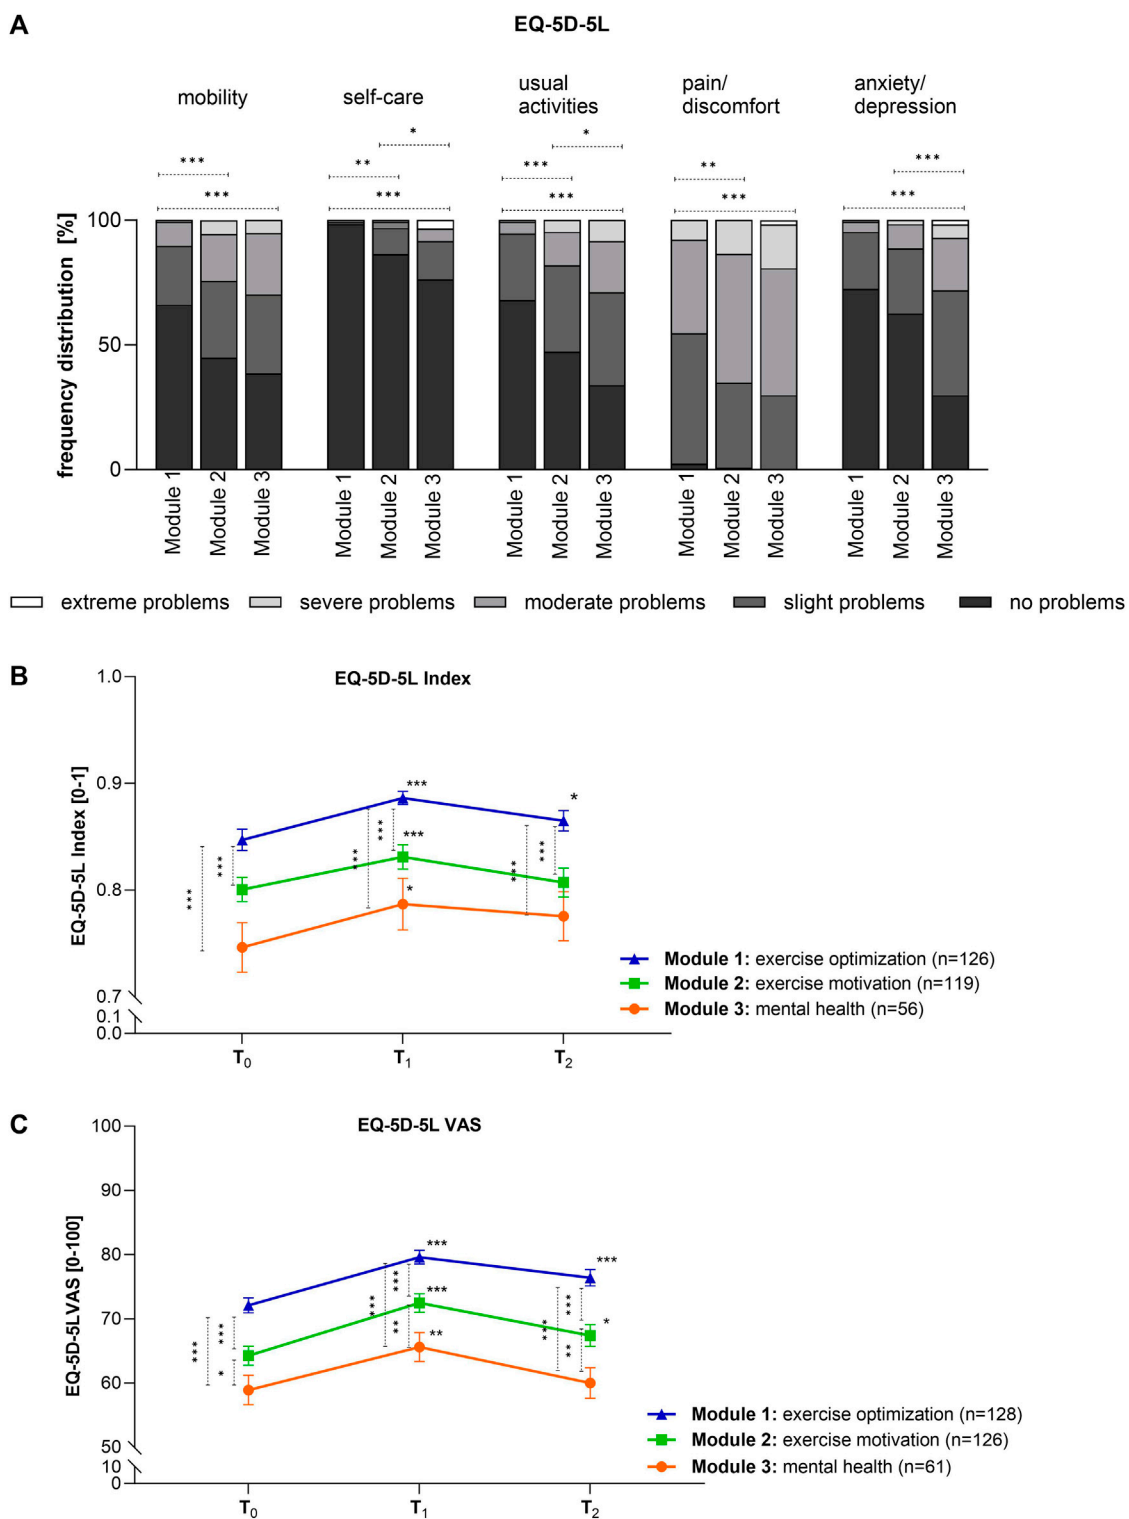 A
EQ-5D-5L
mobility
self-care
usual
activities
pain/
discomfort
anxiety/
depression
***
***
**
*
***
***
*
***
**
***
***
***
frequency distribution [%]
100
50
0
Module 1
Module 2
Module 3
Module 1
Module 2
Module 3
Module 1
Module 2
Module 3
Module 1
Module 2
Module 3
Module 1
Module 2
Module 3
extreme problems
severe problems
moderate problems
slight problems
no problems
B
EQ-5D-5L Index
EQ-5D-5L Index [0-1]
1.0
0.9
0.8
0.7
0.1
0.0
***
***
***
***
*
***
***
*
***
***
T0
T1
T2
Module 1: exercise optimization (n=126)
Module 2: exercise motivation (n=119)
Module 3: mental health (n=56)
C
EQ-5D-5L VAS
EQ-5D-5LVAS [0-100]
100
90
80
70
60
50
10
0
***
***
*
***
***
**
***
***
**
***
*
***
***
**
T0
T1
T2
Module 1: exercise optimization (n=128)
Module 2: exercise motivation (n=126)
Module 3: mental health (n=61)